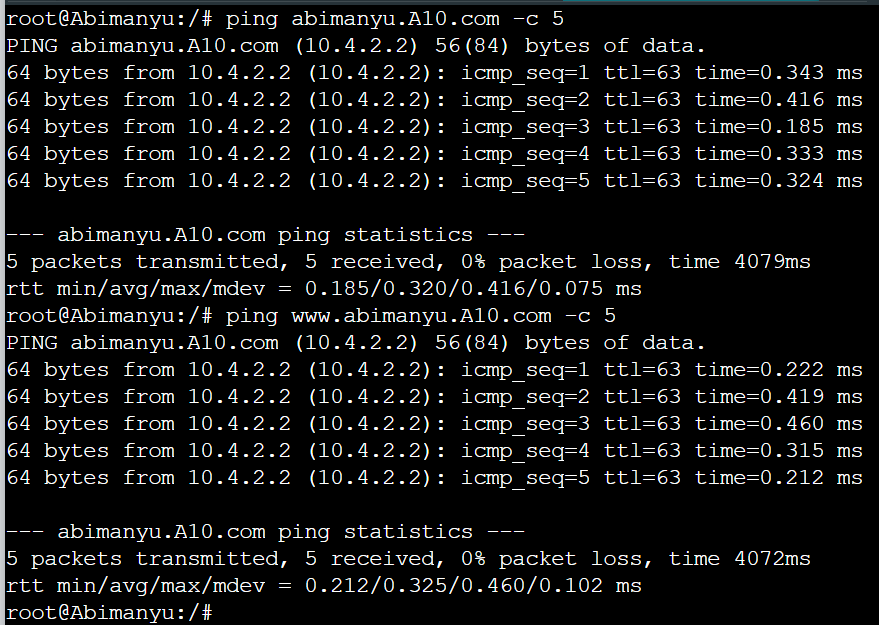 root@Abimanyu:/# ping abimanyu.A10.com -c 5
PING abimanyu.A10.com (10.4.2.2) 56(84) bytes of data.
64 bytes from 10.4.2.2 (10.4.2.2): icmp_seq=1 ttl=63 time=0.343 ms
64 bytes from 10.4.2.2 (10.4.2.2): icmp_seq=2 ttl=63 time=0.416 ms
64 bytes from 10.4.2.2 (10.4.2.2): icmp_seq=3 ttl=63 time=0.185 ms
64 bytes from 10.4.2.2 (10.4.2.2): icmp_seq=4 ttl=63 time=0.333 ms
64 bytes from 10.4.2.2 (10.4.2.2): icmp_seq=5 ttl=63 time=0.324 ms
--- abimanyu.A10.com ping statistics ---
5 packets transmitted, 5 received, 0% packet loss, time 4079ms
rtt min/avg/max/mdev = 0.185/0.320/0.416/0.075 ms
root@Abimanyu:/# ping www.abimanyu.A10.com -c 5
PING abimanyu.A10.com (10.4.2.2) 56(84) bytes of data.
64 bytes from 10.4.2.2 (10.4.2.2): icmp_seq=1 ttl=63 time=0.222 ms
64 bytes from 10.4.2.2 (10.4.2.2): icmp_seq=2 ttl=63 time=0.419 ms
64 bytes from 10.4.2.2 (10.4.2.2): icmp_seq=3 ttl=63 time=0.460 ms
64 bytes from 10.4.2.2 (10.4.2.2): icmp_seq=4 ttl=63 time=0.315 ms
64 bytes from 10.4.2.2 (10.4.2.2): icmp_seq=5 ttl=63 time=0.212 ms
--- abimanyu.A10.com ping statistics ---
5 packets transmitted, 5 received, 0% packet loss, time 4072ms
rtt min/avg/max/mdev = 0.212/0.325/0.460/0.102 ms
root@Abimanyu:/#